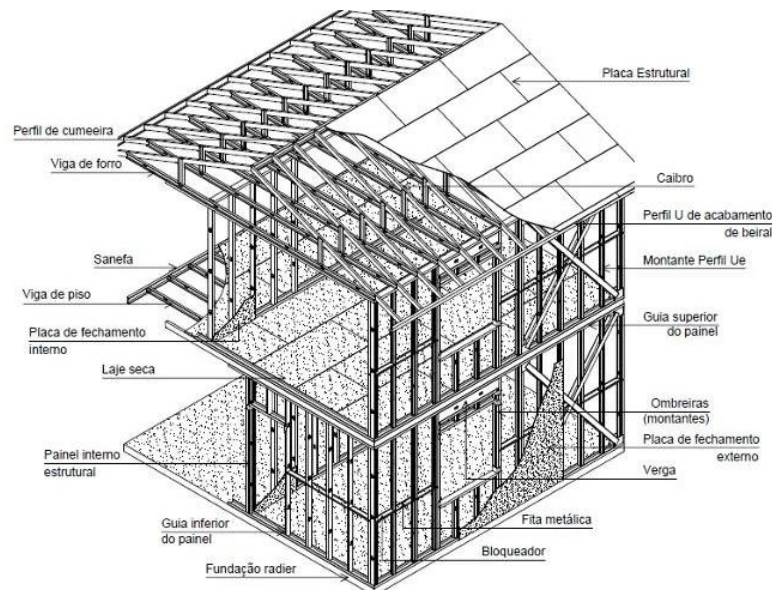 Placa Estrutural
Perfil de cumeeira
Viga de forro
Caibro
Perfil U de acabamento
de beiral
Sanefa
Montante Perfil Ue
Viga de piso
Placa de fechamento
interno
Guia superior
do painel
Laje seca
Ombreiras
(montantes)
Placa de fechamento
externo
Painel interno
estrutural
Verga
Guia inferior
do painel
Fita metálica
Bloqueador
Fundação radier